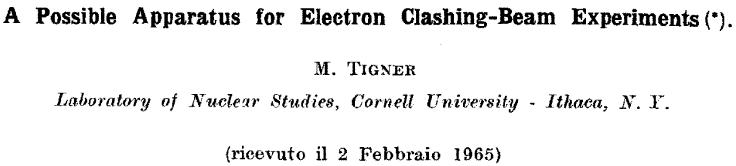 A Possible Apparatus for Electron Clashing-Beam Experiments (*).
M. TIGNER
Laboratory of Nuclear Studies, Cornell University - Ithaca, N. Y.
(ricevuto il 2 Febbraio 1965)